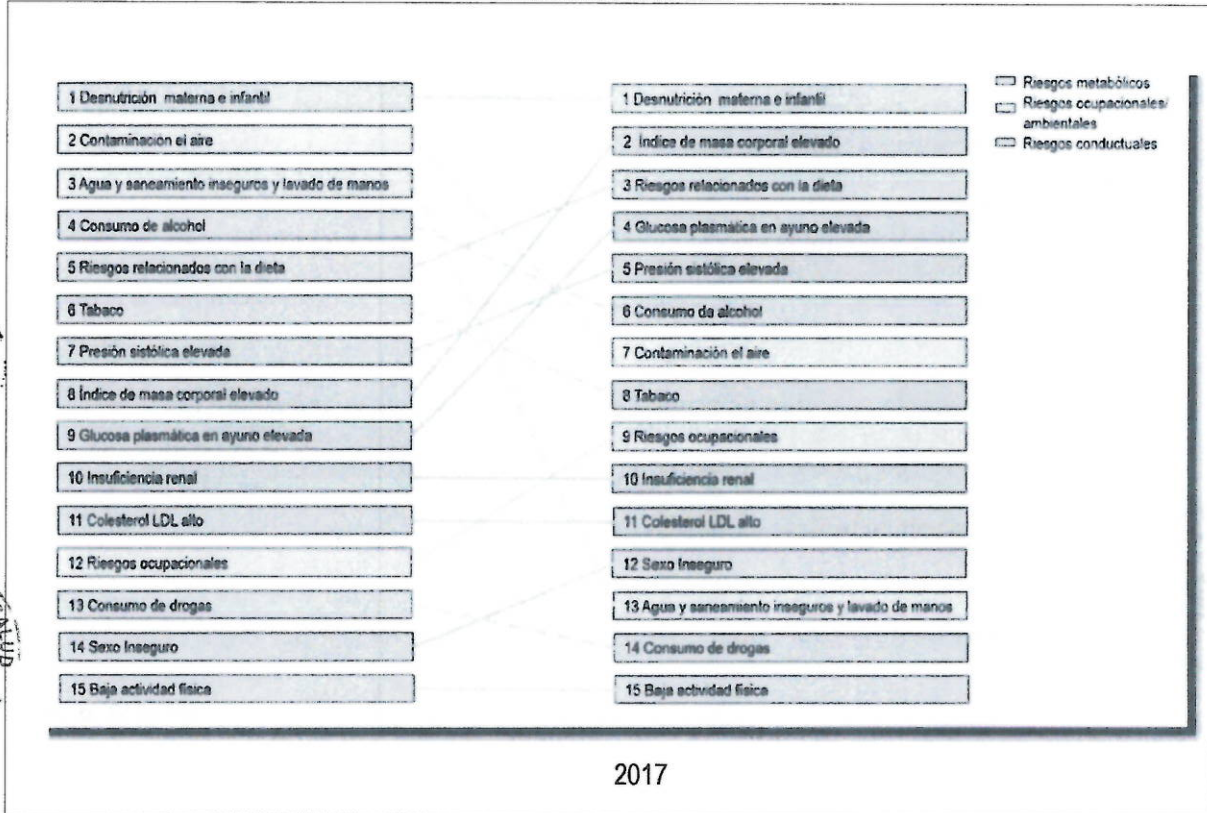 1 Desnutrición materna e infantil
2 Contaminación el aire
3 Agua y saneamiento inseguros y lavado de manos
4 Consumo de alcohol
5 Riesgos relacionados con la dieta
6 Tabaco
7 Presión sistólica elevada
8 Índice de masa corporal elevado
9 Glucosa plasmática en ayuno elevada
10 Insuficiencia renal
11 Colesterol LDL alto
12 Riesgos ocupacionales
13 Consumo de drogas
14 Sexo Inseguro
15 Baja actividad física
1 Desnutrición materna e infantil
2 Índice de masa corporal elevado
3 Riesgos relacionados con la dieta
4 Glucosa plasmática en ayuno elevada
5 Presión sistólica elevada
6 Consumo de alcohol
7 Contaminación el aire
8 Tabaco
9 Riesgos ocupacionales
10 Insuficiencia renal
11 Colesterol LDL alto
12 Sexo Inseguro
13 Agua y saneamiento inseguros y lavado de manos
14 Consumo de drogas
15 Baja actividad física
Riesgos metabólicos
Riesgos ocupacionales/
ambientales
Riesgos conductuales
2017